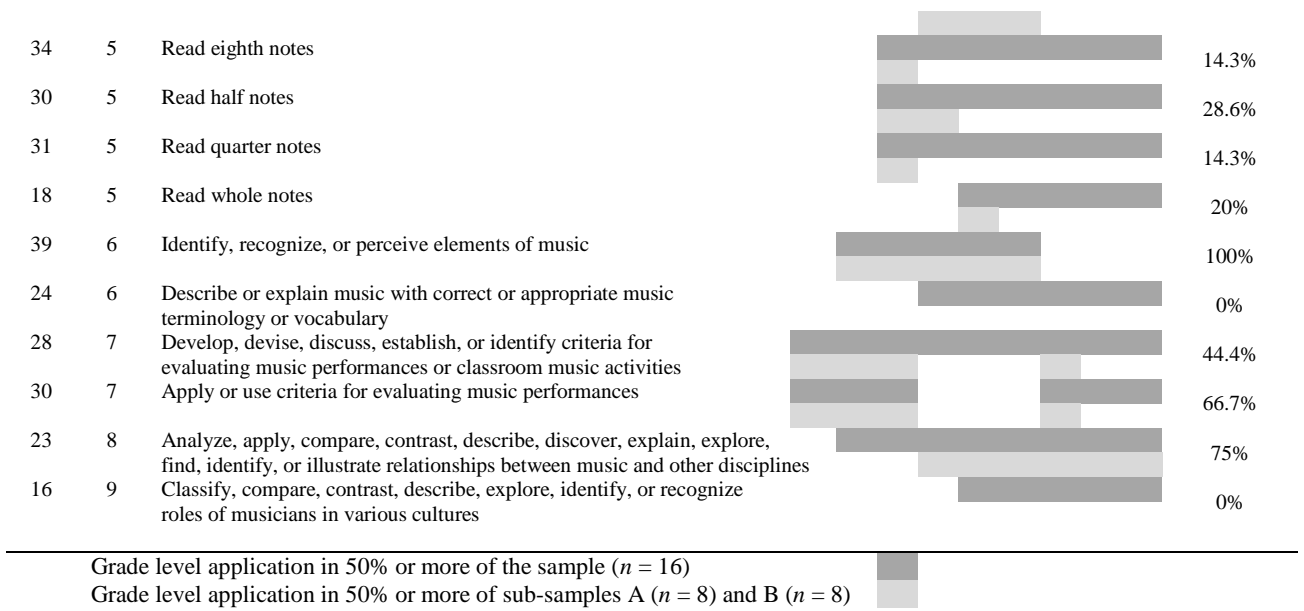 34 5 Read eighth notes 14.3%
30 5 Read half notes 28.6%
31 5 Read quarter notes 14.3%
18 5 Read whole notes 20%
39 6 Identify, recognize, or perceive elements of music 100%
24 6 Describe or explain music with correct or appropriate music 0%
terminology or vocabulary
28 7 Develop, devise, discuss, establish, or identify criteria for 44.4%
evaluating music performances or classroom music activities
30 7 Apply or use criteria for evaluating music performances 66.7%
23 8 Analyze, apply, compare, contrast, describe, discover, explain, explore, 75%
find, identify, or illustrate relationships between music and other disciplines
16 9 Classify, compare, contrast, describe, explore, identify, or recognize 0%
roles of musicians in various cultures
Grade level application in 50% or more of the sample (n = 16)
Grade level application in 50% or more of sub-samples A (n = 8) and B (n = 8)